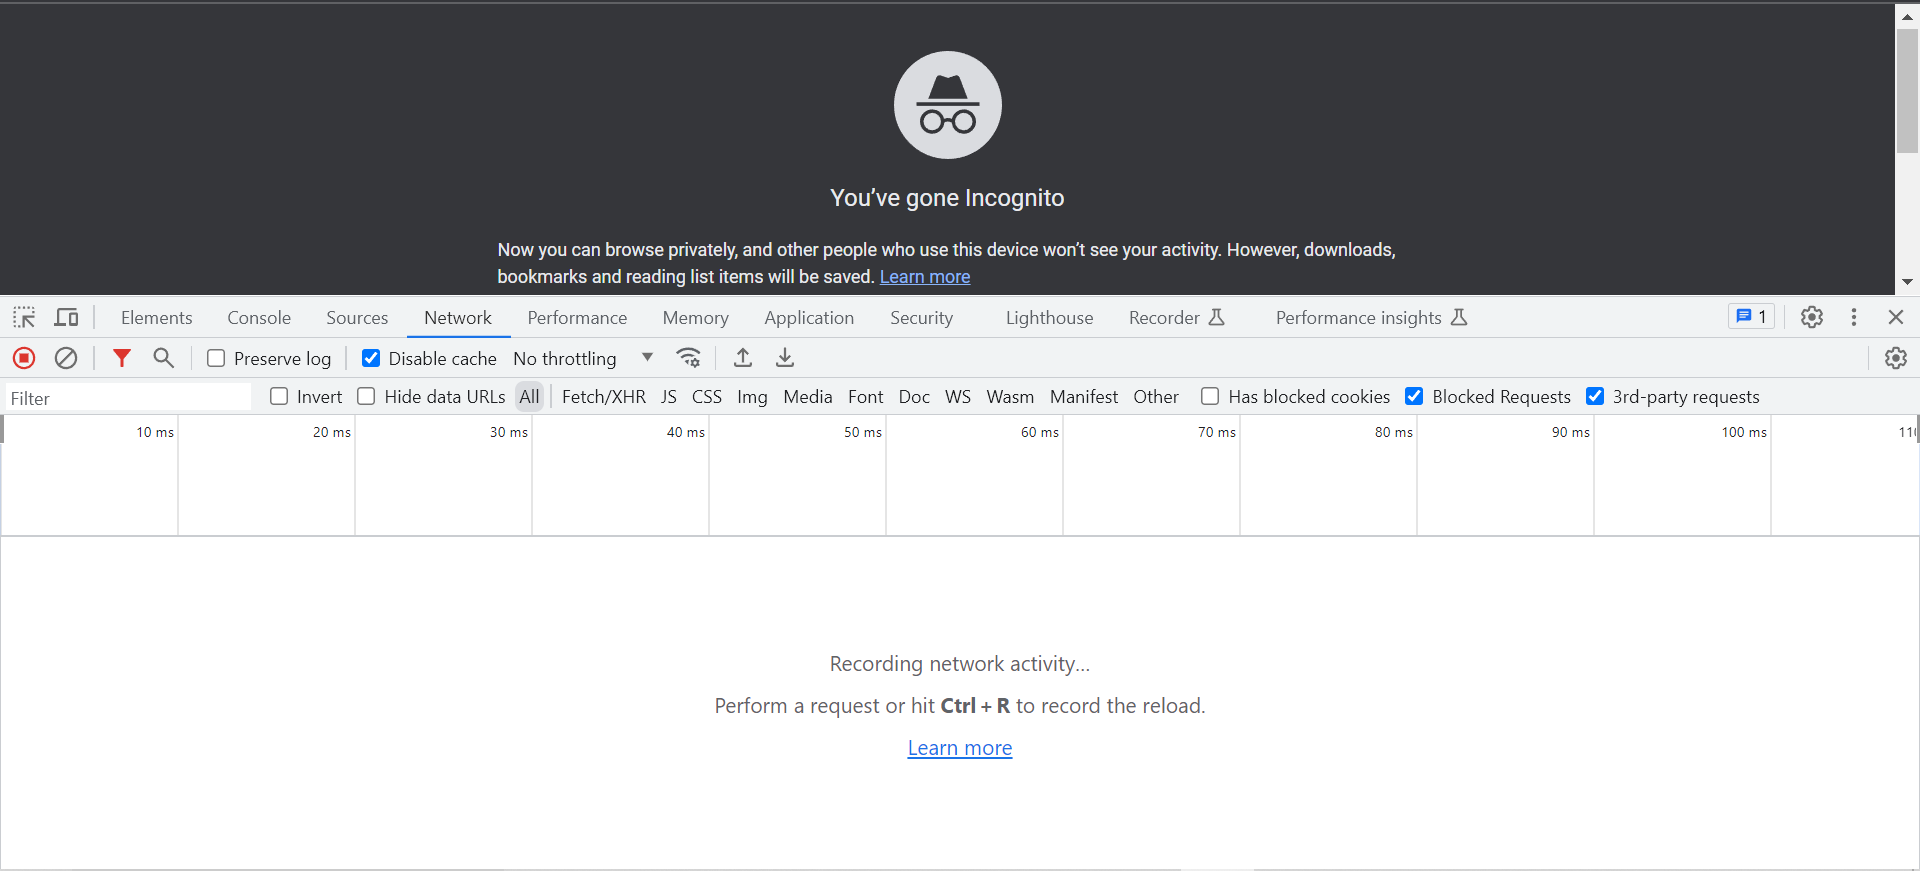 You’ve gone Incognito
Now you can browse privately, and other people who use this device won’t see your activity. However, downloads,
bookmarks and reading list items will be saved. Learn more
Elements Console Sources Network Performance Memory Application Security Lighthouse Recorder Performance insights 1
Preserve log Disable cache No throttling
Filter Invert Hide data URLs All Fetch/XHR JS CSS Img Media Font Doc WS Wasm Manifest Other Has blocked cookies Blocked Requests 3rd-party requests
10 ms 20 ms 30 ms 40 ms 50 ms 60 ms 70 ms 80 ms 90 ms 100 ms
Recording network activity...
Perform a request or hit Ctrl + R to record the reload.
Learn more